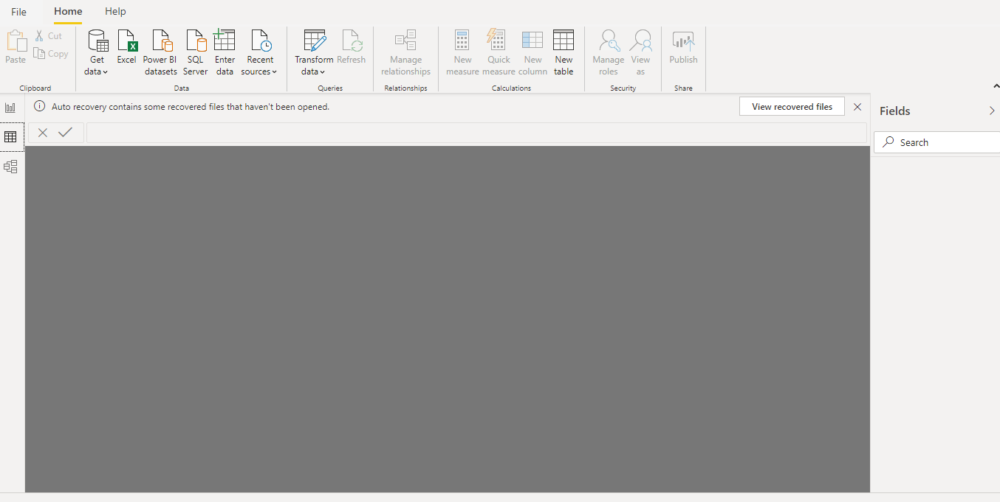 File Home Help
Paste
Cut
Copy
Clipboard
Get data
Excel
Power BI datasets
SQL Server
Enter data
Recent sources
Data
Transform data
Refresh
Queries
Manage relationships
Relationships
New measure
Quick measure
New column
New table
Calculations
Manage roles
View as
Security
Publish
Share
Auto recovery contains some recovered files that haven't been opened.
View recovered files
Fields
Search